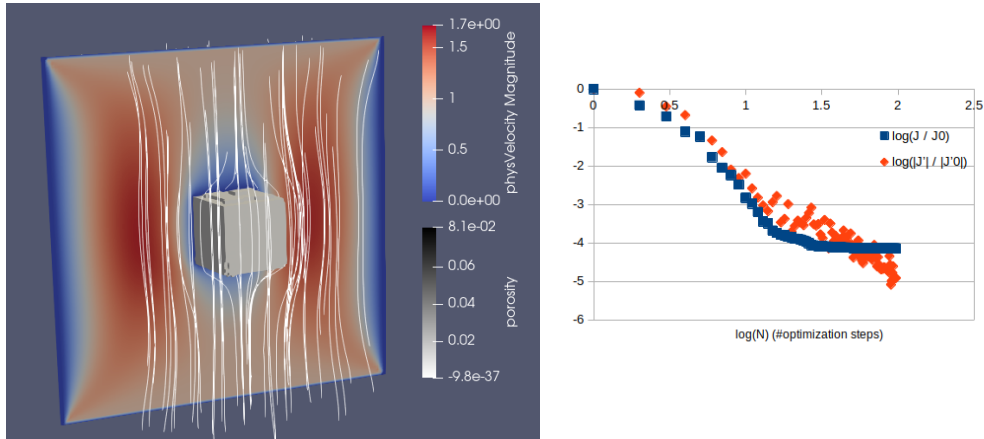 1.7e+00
1.5
1
0.5
0.0e+00
physVelocity Magnitude
8.1e-02
0.06
0.04
0.02
-9.8e-37
porosity
0
-1
-2
-3
-4
-5
-6
0 0.5 1.0 1.5 2 2.5
log(J / J0)
log(|J'| / |J'0|)
log(N) (#optimization steps)